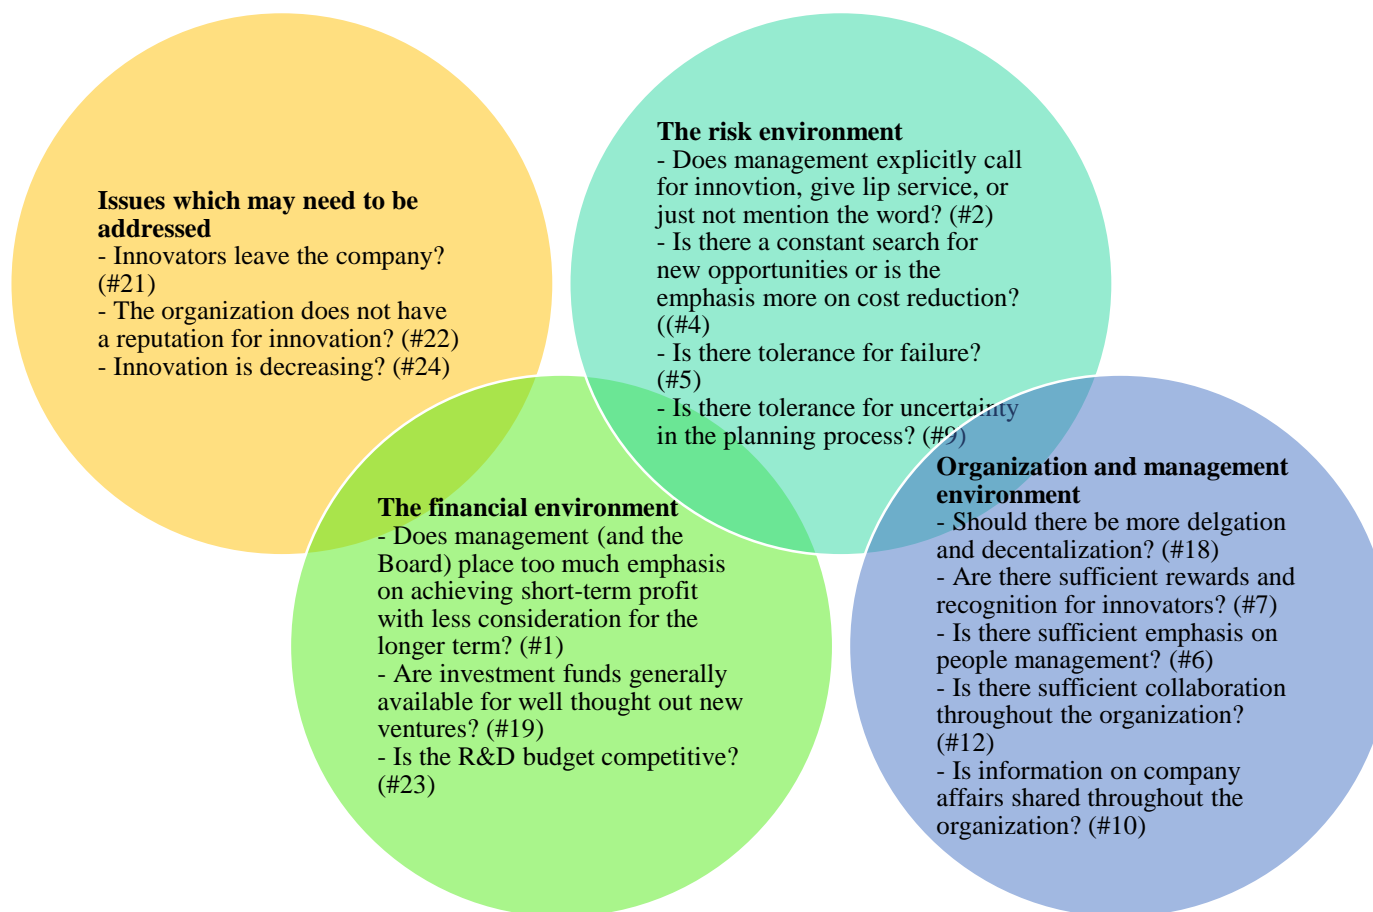 Issues which may need to be
addressed
- Innovators leave the company?
(#21)
- The organization does not have
a reputation for innovation? (#22)
- Innovation is decreasing? (#24)
The risk environment
- Does management explicitly call
for innovtion, give lip service, or
just not mention the word? (#2)
- Is there a constant search for
new opportunities or is the
emphasis more on cost reduction?
((#4)
- Is there tolerance for failure?
(#5)
- Is there tolerance for uncertainty
in the planning process? (#9)
The financial environment
- Does management (and the
Board) place too much emphasis
on achieving short-term profit
with less consideration for the
longer term? (#1)
- Are investment funds generally
available for well thought out new
ventures? (#19)
- Is the R&D budget competitive?
(#23)
Organization and management
environment
- Should there be more delgation
and decentalization? (#18)
- Are there sufficient rewards and
recognition for innovators? (#7)
- Is there sufficient emphasis on
people management? (#6)
- Is there sufficient collaboration
throughout the organization?
(#12)
- Is information on company
affairs shared throughout the
organization? (#10)